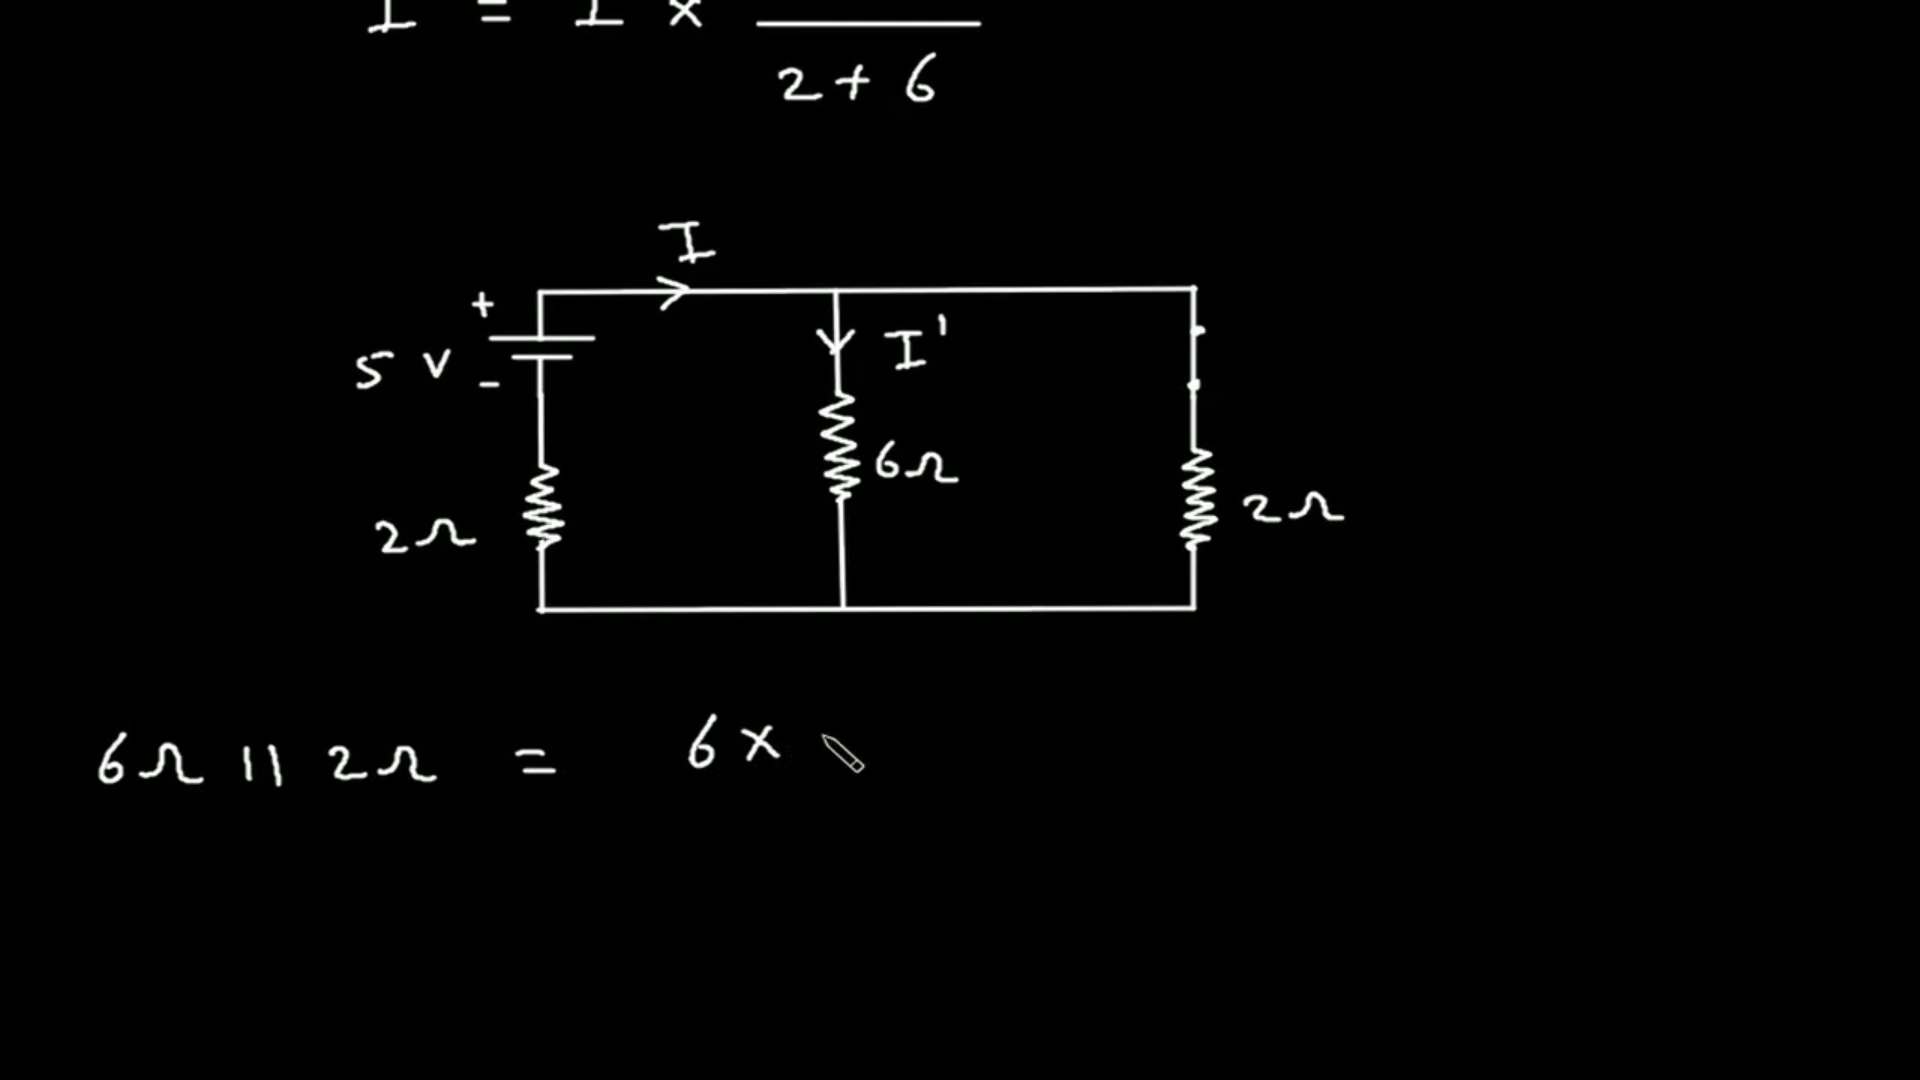 I = I ×
2 + 6
I
+
5 V
-
I'
6Ω
2Ω
2Ω
6Ω || 2Ω = 6 ×